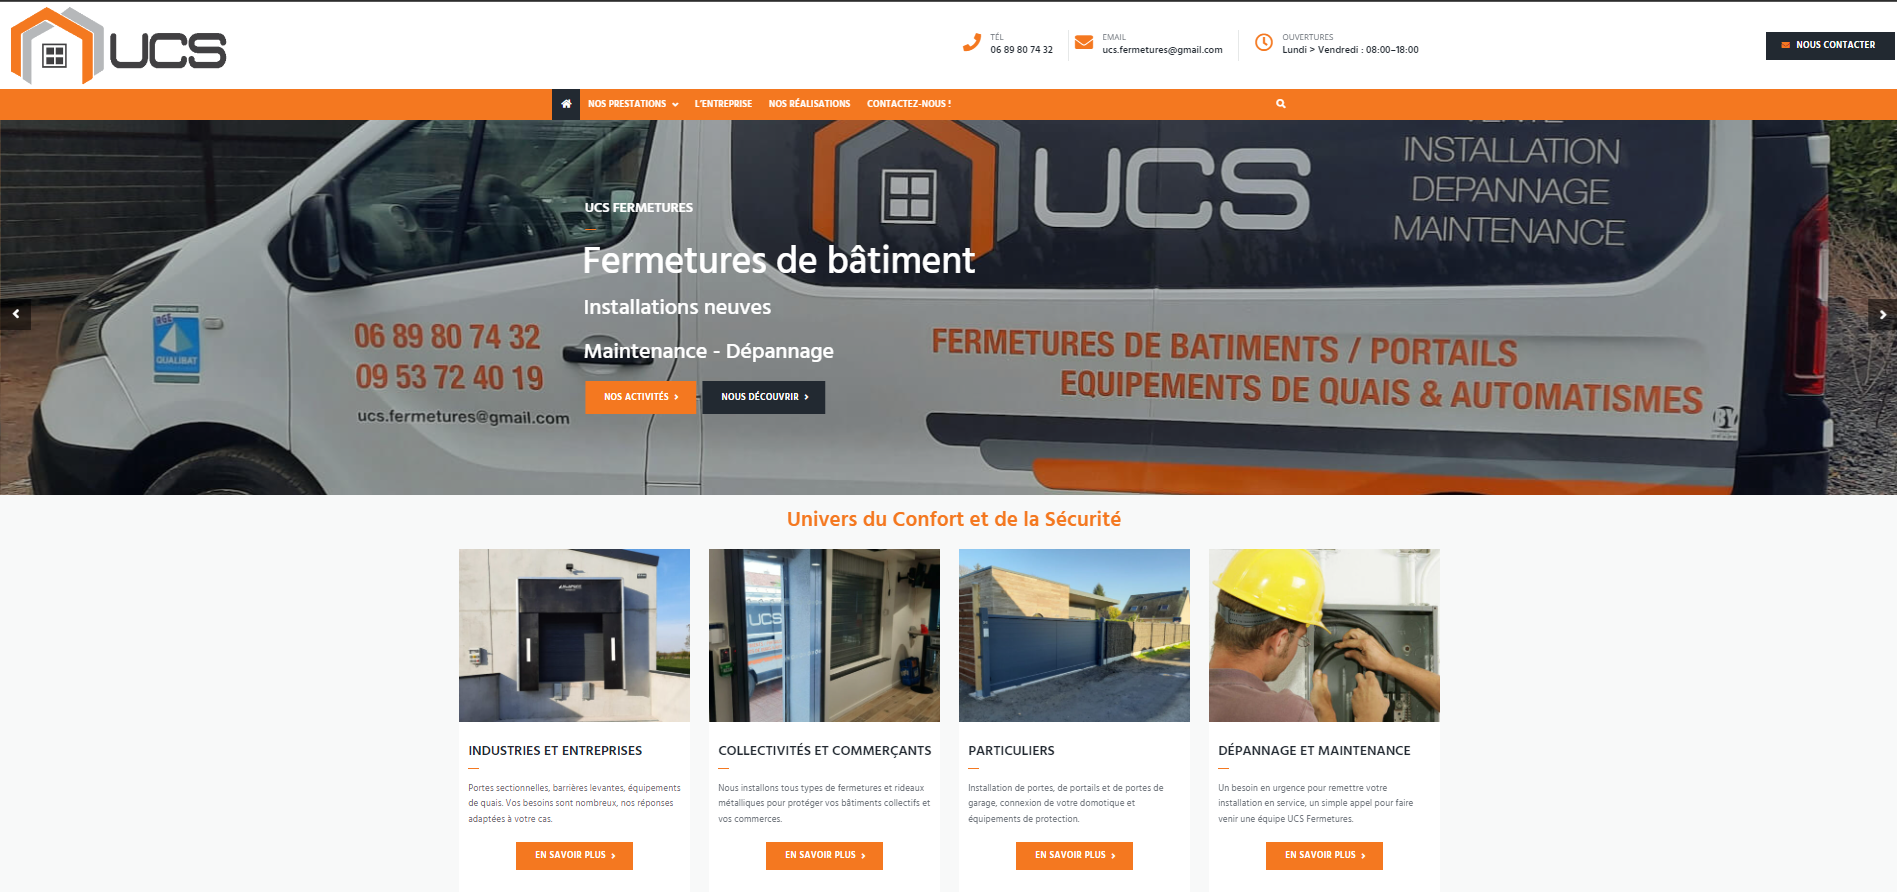 UCS
TÉL
06 89 80 74 32
EMAIL
ucs.fermetures@gmail.com
OUVERTURES
Lundi > Vendredi : 08:00–18:00
NOUS CONTACTER
NOS PRESTATIONS
L'ENTREPRISE
NOS RÉALISATIONS
CONTACTEZ-NOUS !
UCS
INSTALLATION
DEPANNAGE
MAINTENANCE
UCS FERMETURES
Fermetures de bâtiment
Installations neuves
Maintenance - Dépannage
NOS ACTIVITÉS
NOUS DÉCOUVRIR
RGE
QUALIBAT
06 89 80 74 32
09 53 72 40 19
ucs.fermetures@gmail.com
FERMETURES DE BATIMENTS / PORTAILS
EQUIPEMENTS DE QUAIS & AUTOMATISMES
BY
Univers du Confort et de la Sécurité
UCS
INDUSTRIES ET ENTREPRISES
Portes sectionnelles, barrières levantes, équipements
de quais. Vos besoins sont nombreux, nos réponses
adaptées à votre cas.
EN SAVOIR PLUS
COLLECTIVITÉS ET COMMERÇANTS
Nous installons tous types de fermetures et rideaux
métalliques pour protéger vos bâtiments collectifs et
vos commerces.
EN SAVOIR PLUS
PARTICULIERS
Installation de portes, de portails et de portes de
garage, connexion de votre domotique et
équipements de protection.
EN SAVOIR PLUS
DÉPANNAGE ET MAINTENANCE
Un besoin en urgence pour remettre votre
installation en service, un simple appel pour faire
venir une équipe UCS Fermetures.
EN SAVOIR PLUS